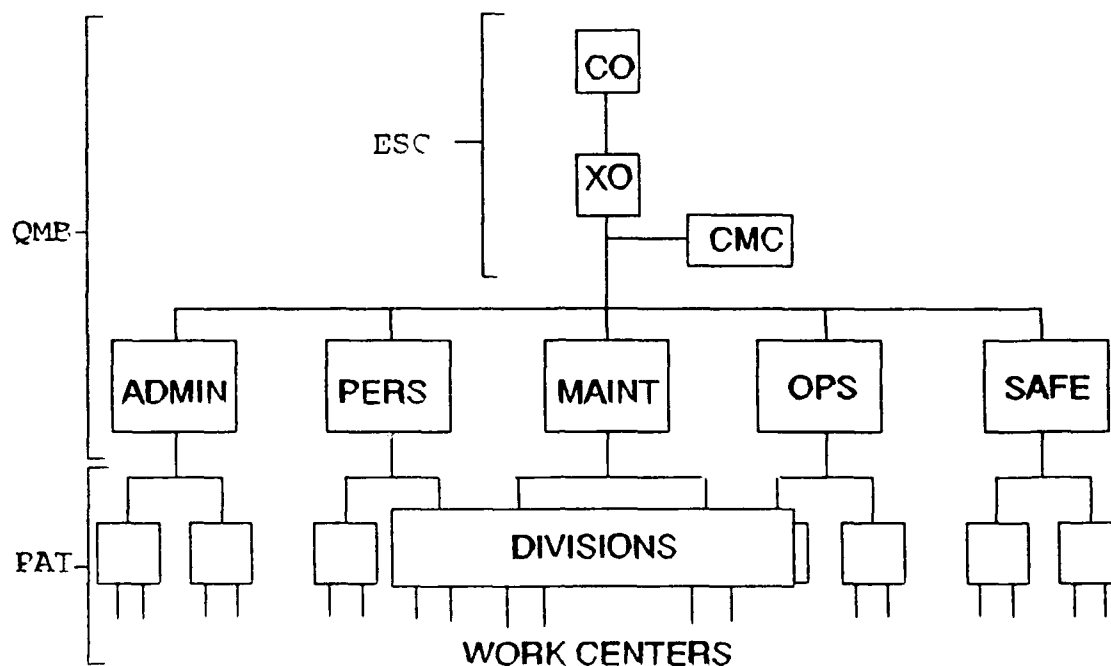 CO
ESC
XO
QMB
CMC
ADMIN PERS MAINT OPS SAFE
DIVISIONS
PAT
WORK CENTERS